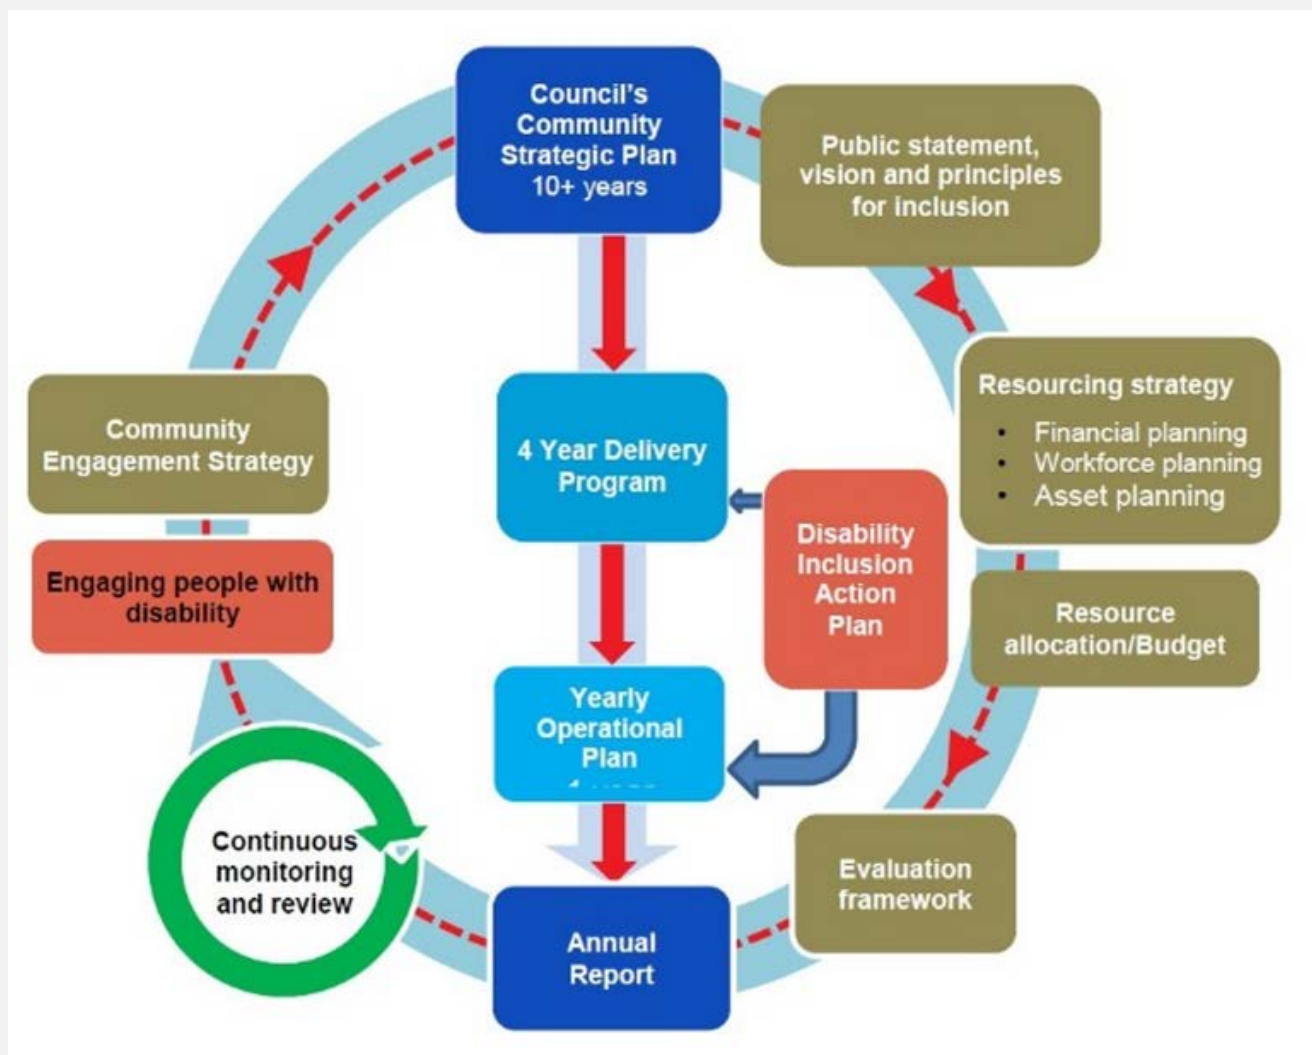 Council's
Community
Strategic Plan
10+ years
Public statement,
vision and principles
for inclusion
Resourcing strategy
• Financial planning
• Workforce planning
• Asset planning
Community
Engagement Strategy
4 Year Delivery
Program
Disability
Inclusion
Action
Plan
Engaging people with
disability
Resource
allocation/Budget
Yearly
Operational
Plan
Continuous
monitoring
and review
Evaluation
framework
Annual
Report